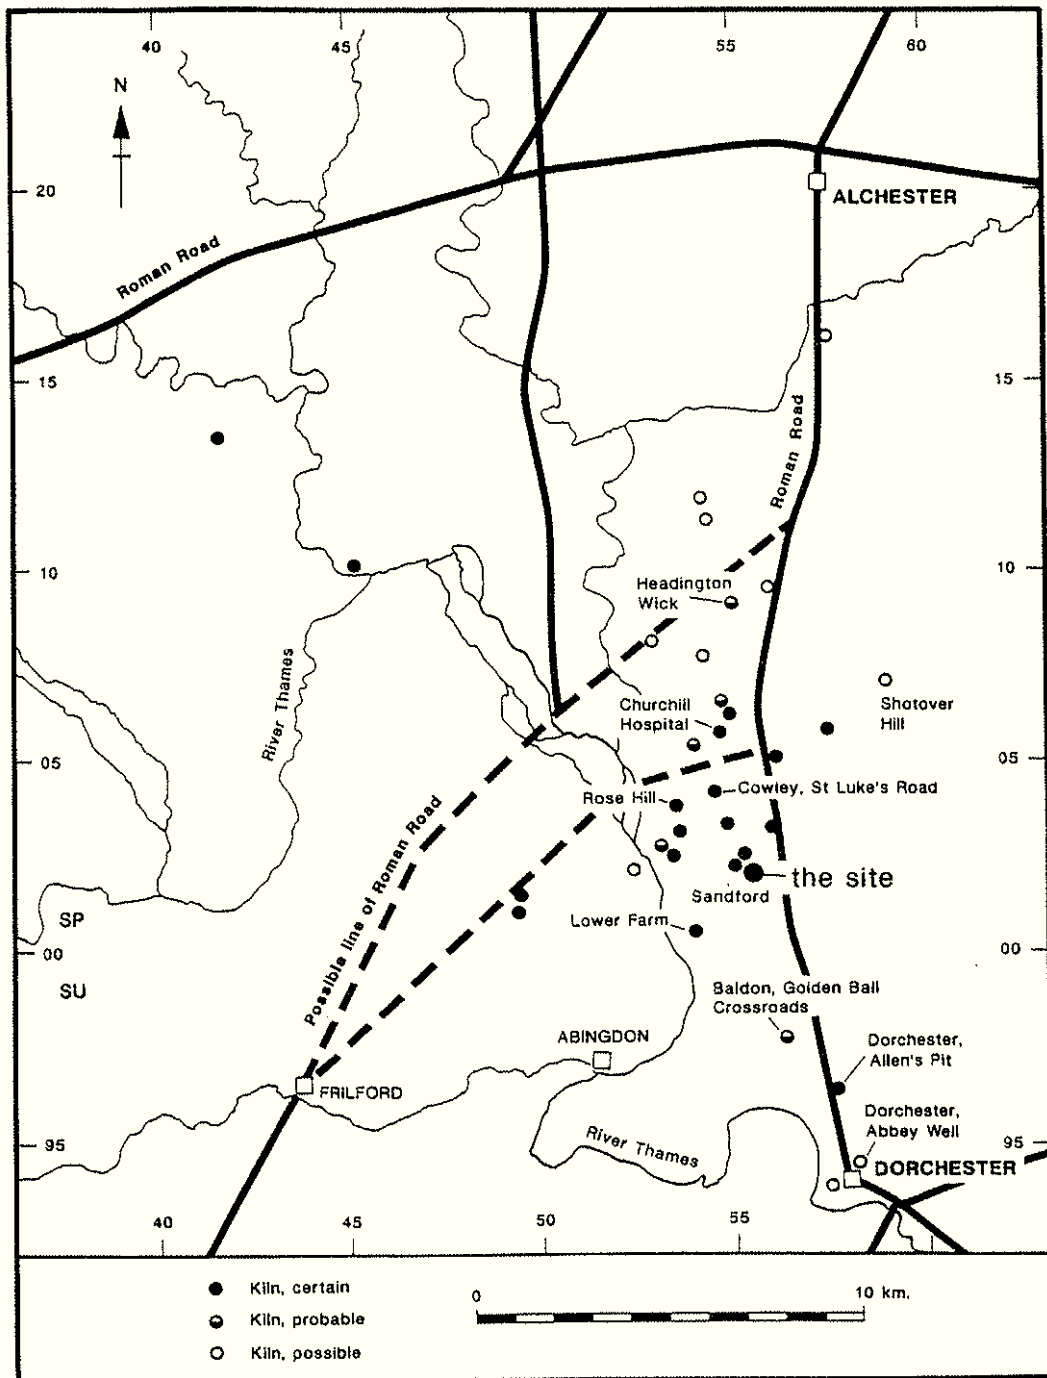 40
45
55
60
N
20
ALCHESTER
Roman Road
15
15
Roman Road
10
10
Headington
Wick
River Thames
Churchill
Hospital
Shotover
Hill
05
05
Rose Hill
Cowley, St Luke's Road
Possible line of Roman Road
the site
Sandford
SP
Lower Farm
00
00
SU
Baldon, Golden Ball
Crossroads
ABINGDON
Dorchester,
Allen's Pit
FRILFORD
Dorchester,
Abbey Well
95
95
River Thames
DORCHESTER
40
45
50
55
Kiln, certain
0
10 km.
Kiln, probable
Kiln, possible